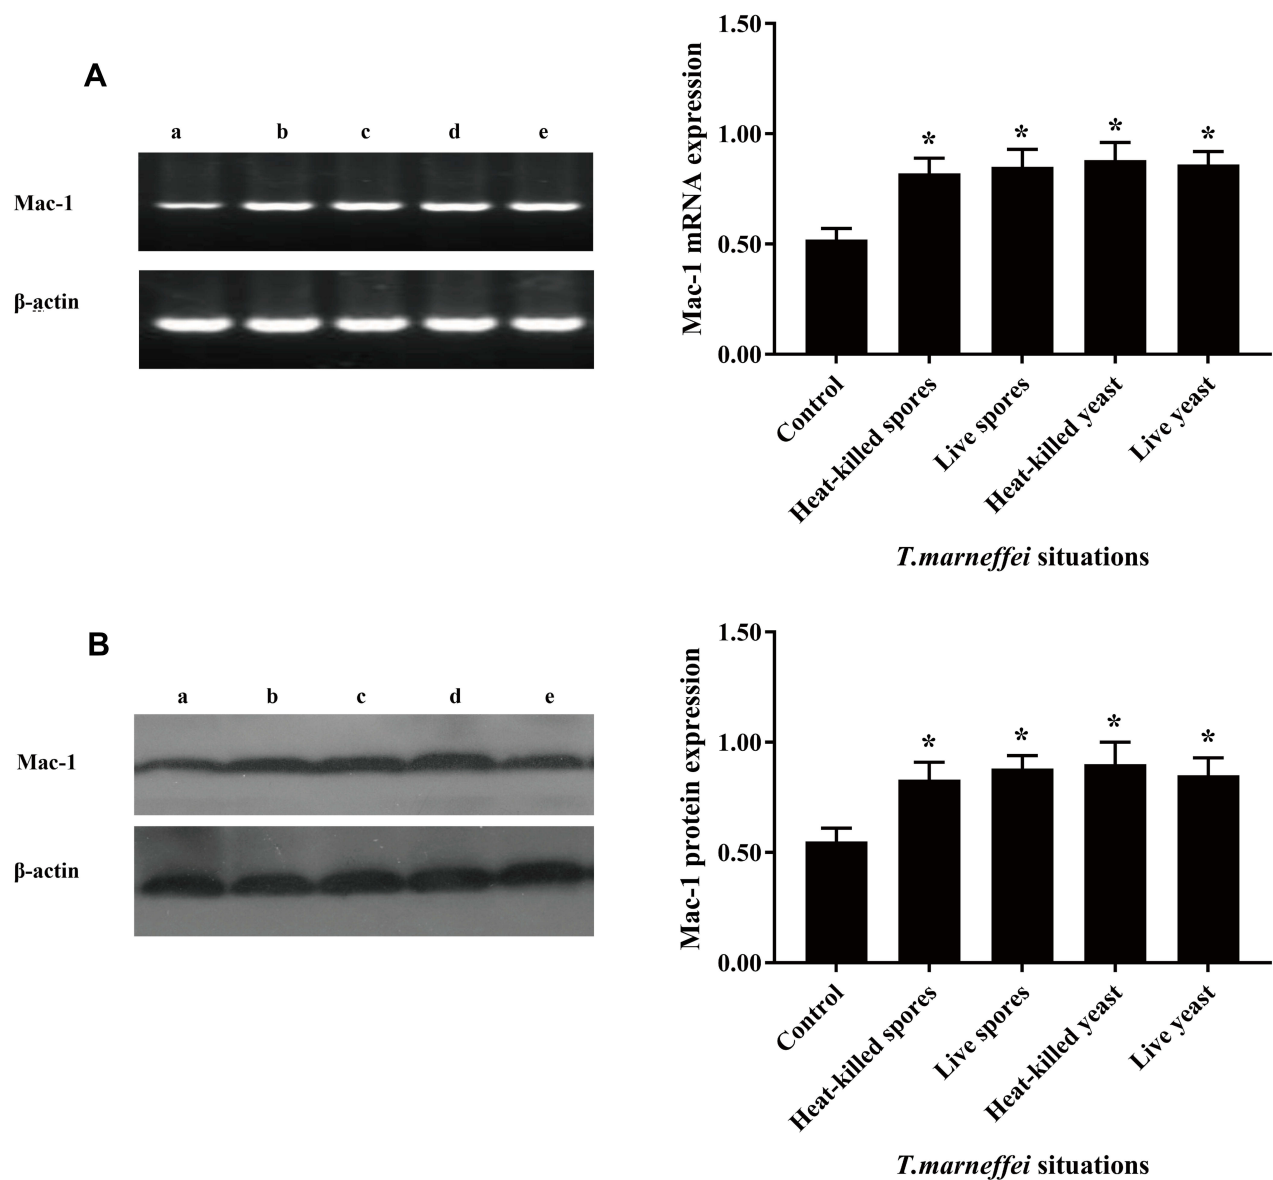 A
a b c d e
Mac-1
β-actin
Mac-1 mRNA expression
1.50
1.00
0.50
0.00
* * * *
Control
Heat-killed spores
Live spores
Heat-killed yeast
Live yeast
T.marneffei situations
B
a b c d e
Mac-1
β-actin
Mac-1 protein expression
1.50
1.00
0.50
0.00
* * * *
Control
Heat-killed spores
Live spores
Heat-killed yeast
Live yeast
T.marneffei situations